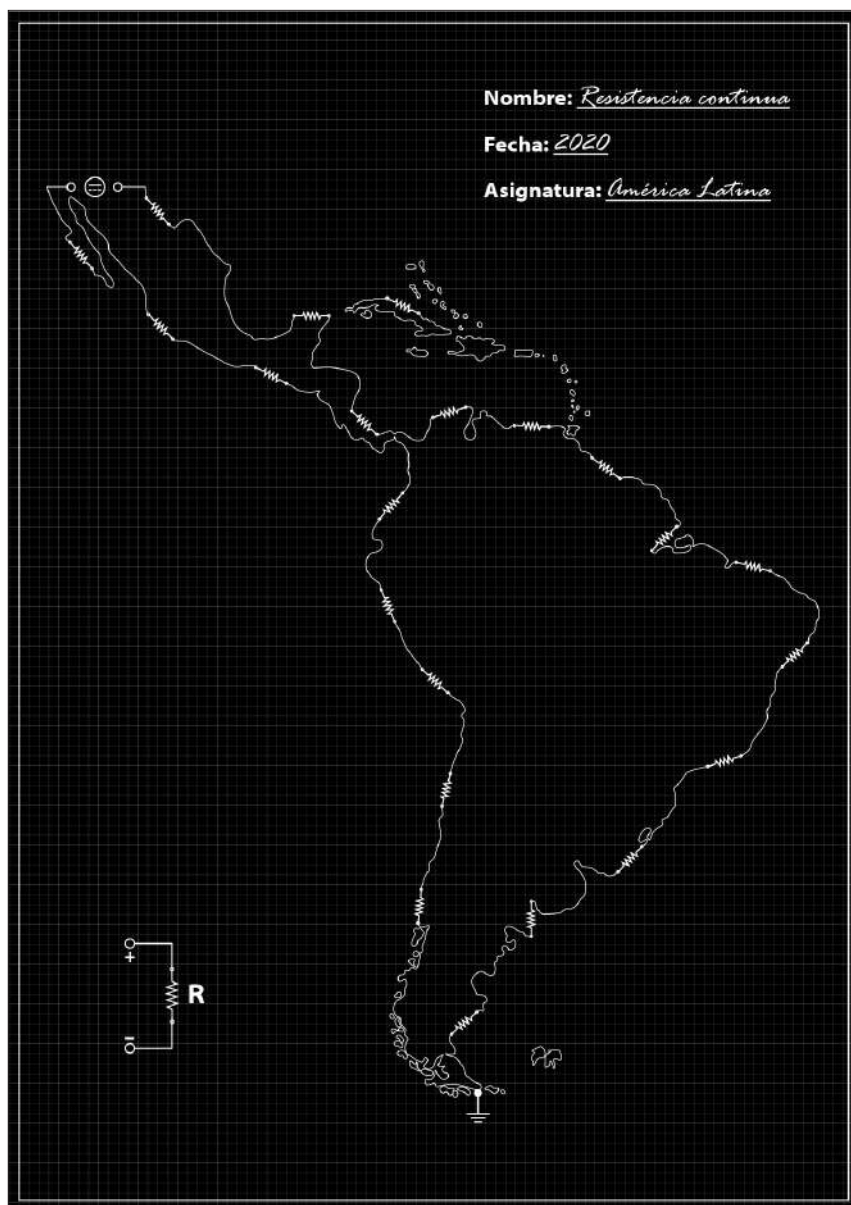 Nombre: Resistencia continua
Fecha: 2020
Asignatura: América Latina
+
R
−